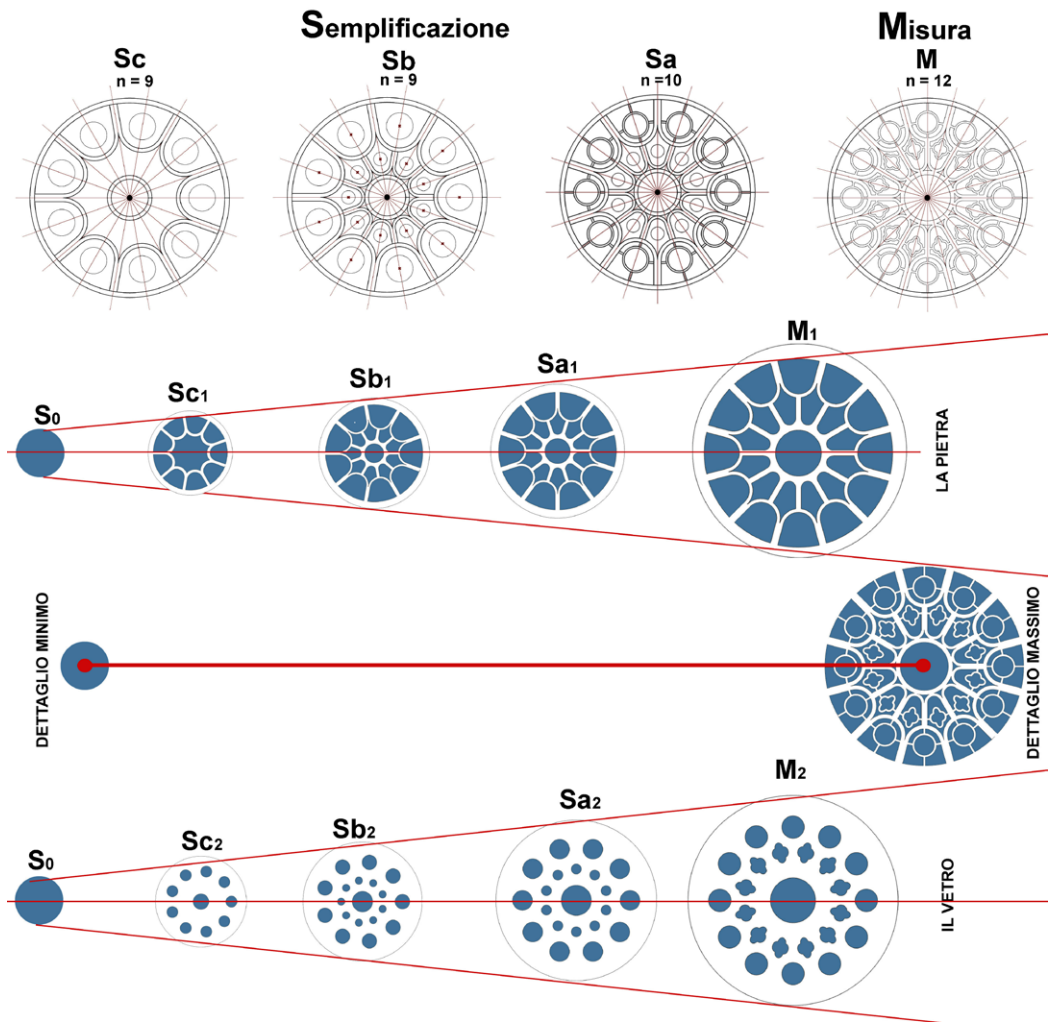 Semplificazione
Misura
Sc
Sb
Sa
M
n = 9
n = 9
n =10
n = 12
M1
Sa1
Sb1
Sc1
S0
LA PIETRA
DETTAGLIO MINIMO
DETTAGLIO MASSIMO
M2
Sa2
Sb2
Sc2
S0
IL VETRO